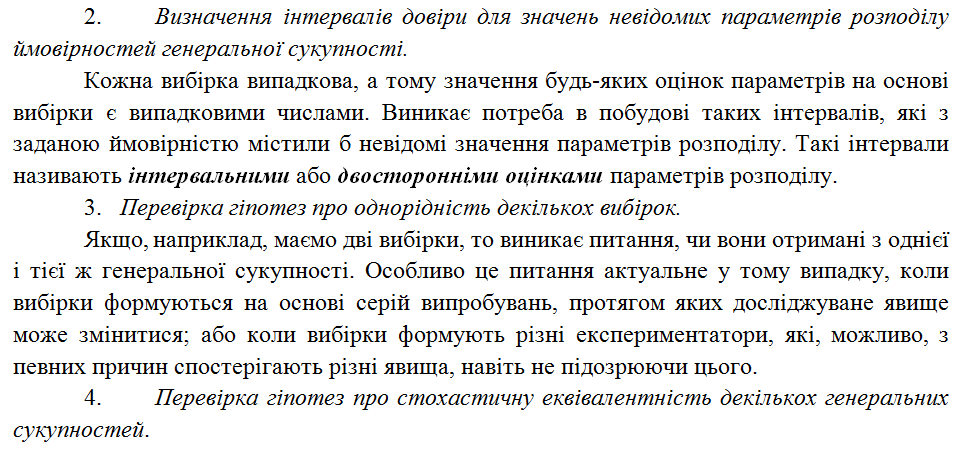 2. Визначення інтервалів довіри для значень невідомих параметрів розподілу
ймовірностей генеральної сукупності.
Кожна вибірка випадкова, а тому значення будь-яких оцінок параметрів на основі
вибірки є випадковими числами. Виникає потреба в побудові таких інтервалів, які з
заданою ймовірністю містили б невідомі значення параметрів розподілу. Такі інтервали
називають інтервальними або двосторонніми оцінками параметрів розподілу.
3. Перевірка гіпотез про однорідність декількох вибірок.
Якщо, наприклад, маємо дві вибірки, то виникає питання, чи вони отримані з однієї
і тієї ж генеральної сукупності. Особливо це питання актуальне у тому випадку, коли
вибірки формуються на основі серій випробувань, протягом яких досліджуване явище
може змінитися; або коли вибірки формують різні експериментатори, які, можливо, з
певних причин спостерігають різні явища, навіть не підозрюючи цього.
4. Перевірка гіпотез про стохастичну еквівалентність декількох генеральних
сукупностей.